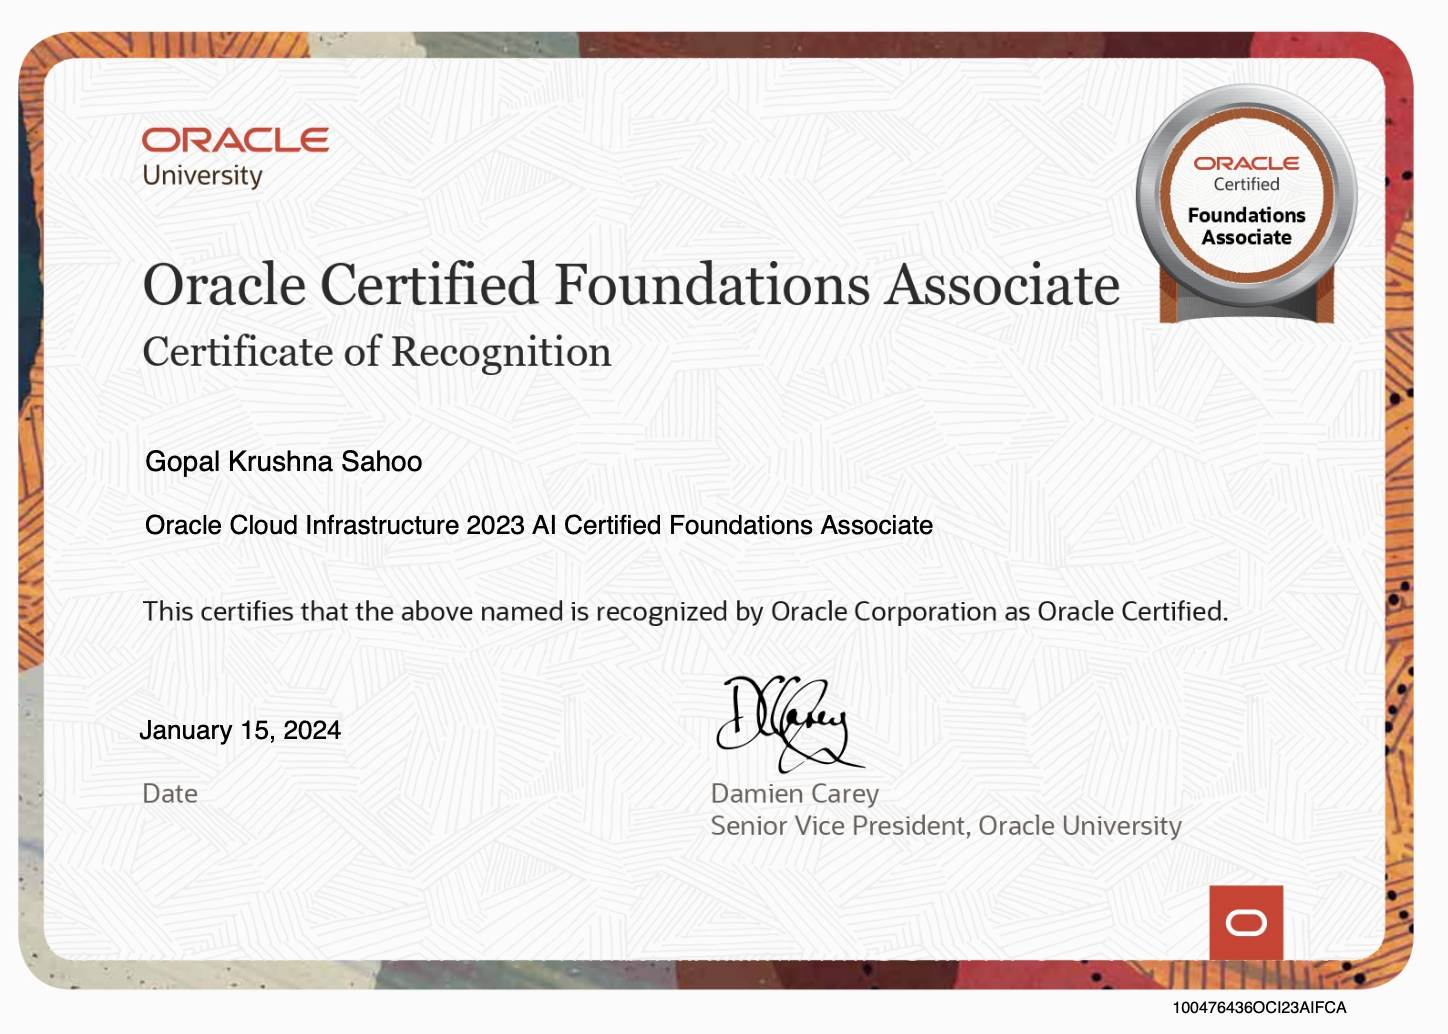 ORACLE
University
ORACLE
Certified
Foundations
Associate
Oracle Certified Foundations Associate
Certificate of Recognition
Gopal Krushna Sahoo
Oracle Cloud Infrastructure 2023 AI Certified Foundations Associate
This certifies that the above named is recognized by Oracle Corporation as Oracle Certified.
DCarey
January 15, 2024
Date
Damien Carey
Senior Vice President, Oracle University
100476436OCI23AIFCA